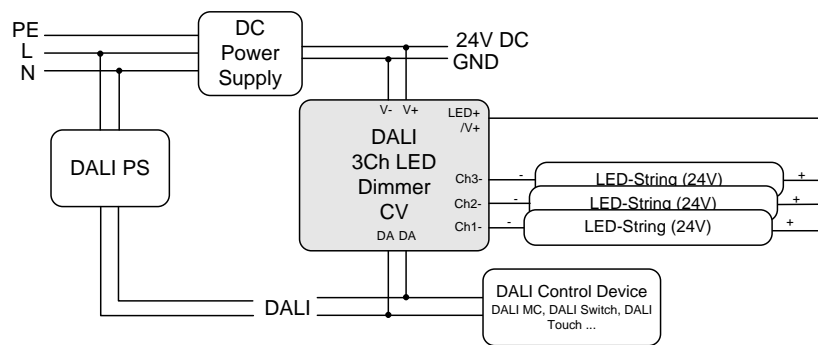 PE
L
N
DC
Power
Supply
24V DC
GND
DALI PS
V- V+
LED+
/V+
DALI
3Ch LED
Dimmer
CV
Ch3-
Ch2-
Ch1-
DA DA
- LED-String (24V) +
- LED-String (24V) +
- LED-String (24V) +
DALI
DALI Control Device
DALI MC, DALI Switch, DALI
Touch ...